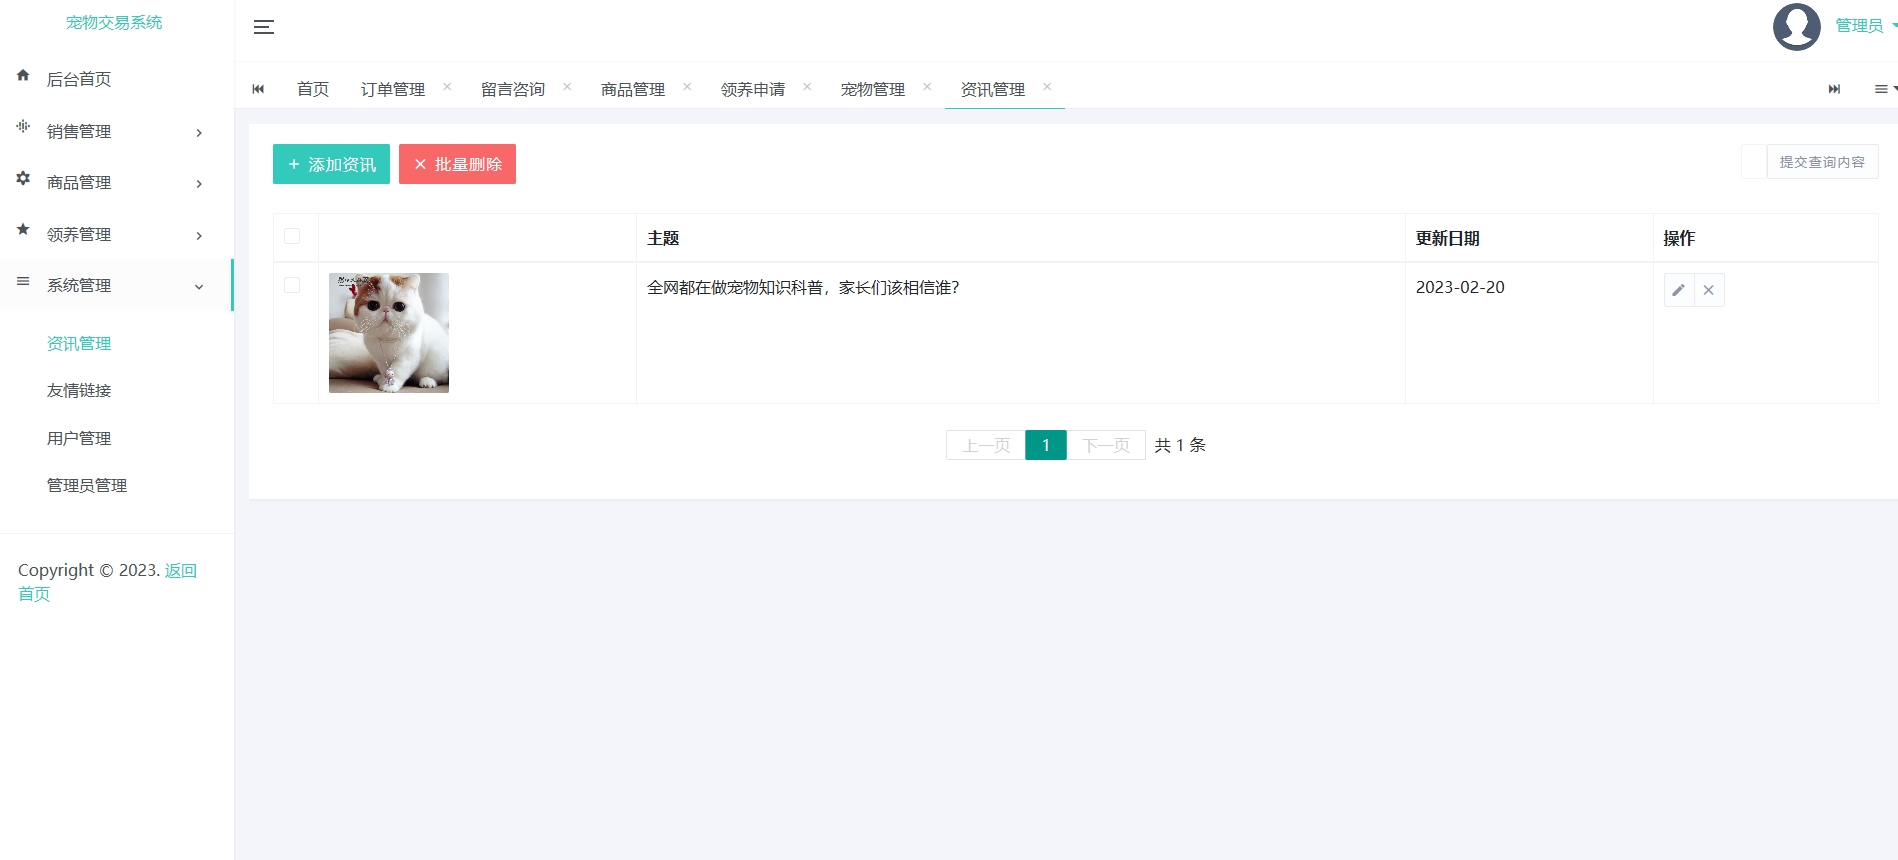 宠物交易系统
管理员
后台首页
销售管理
商品管理
领养管理
系统管理
资讯管理
友情链接
用户管理
管理员管理
Copyright © 2023. 返回
首页
首页 订单管理 留言咨询 商品管理 领养申请 宠物管理 资讯管理
添加资讯 批量删除 提交查询内容
主题 更新日期 操作
全网都在做宠物知识科普，家长们该相信谁？ 2023-02-20
上一页 1 下一页 共 1 条